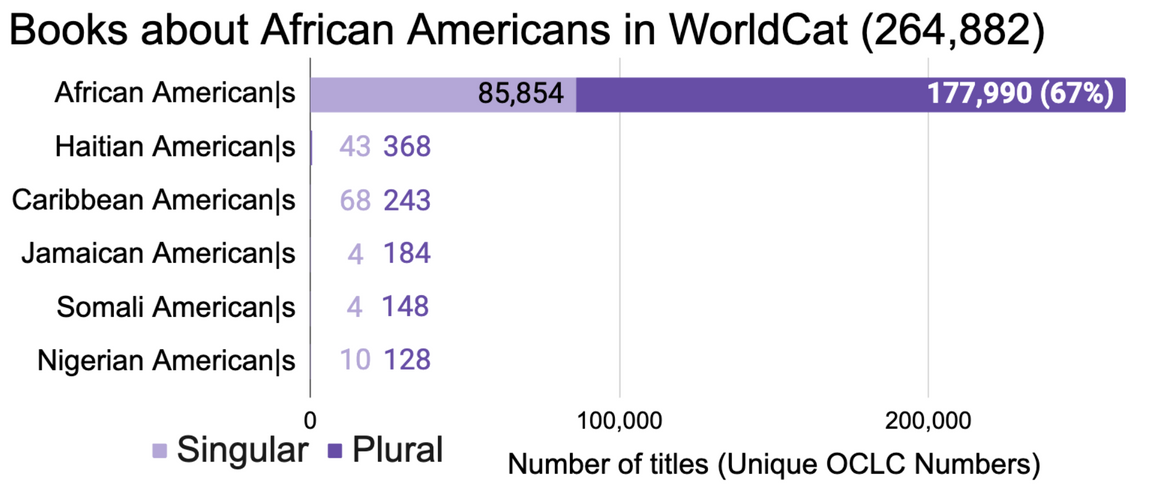 Books about African Americans in WorldCat (264,882)
African American|s 85,854 177,990 (67%)
Haitian American|s 43 368
Caribbean American|s 68 243
Jamaican American|s 4 184
Somali American|s 4 148
Nigerian American|s 10 128
0 100,000 200,000
Singular Plural
Number of titles (Unique OCLC Numbers)